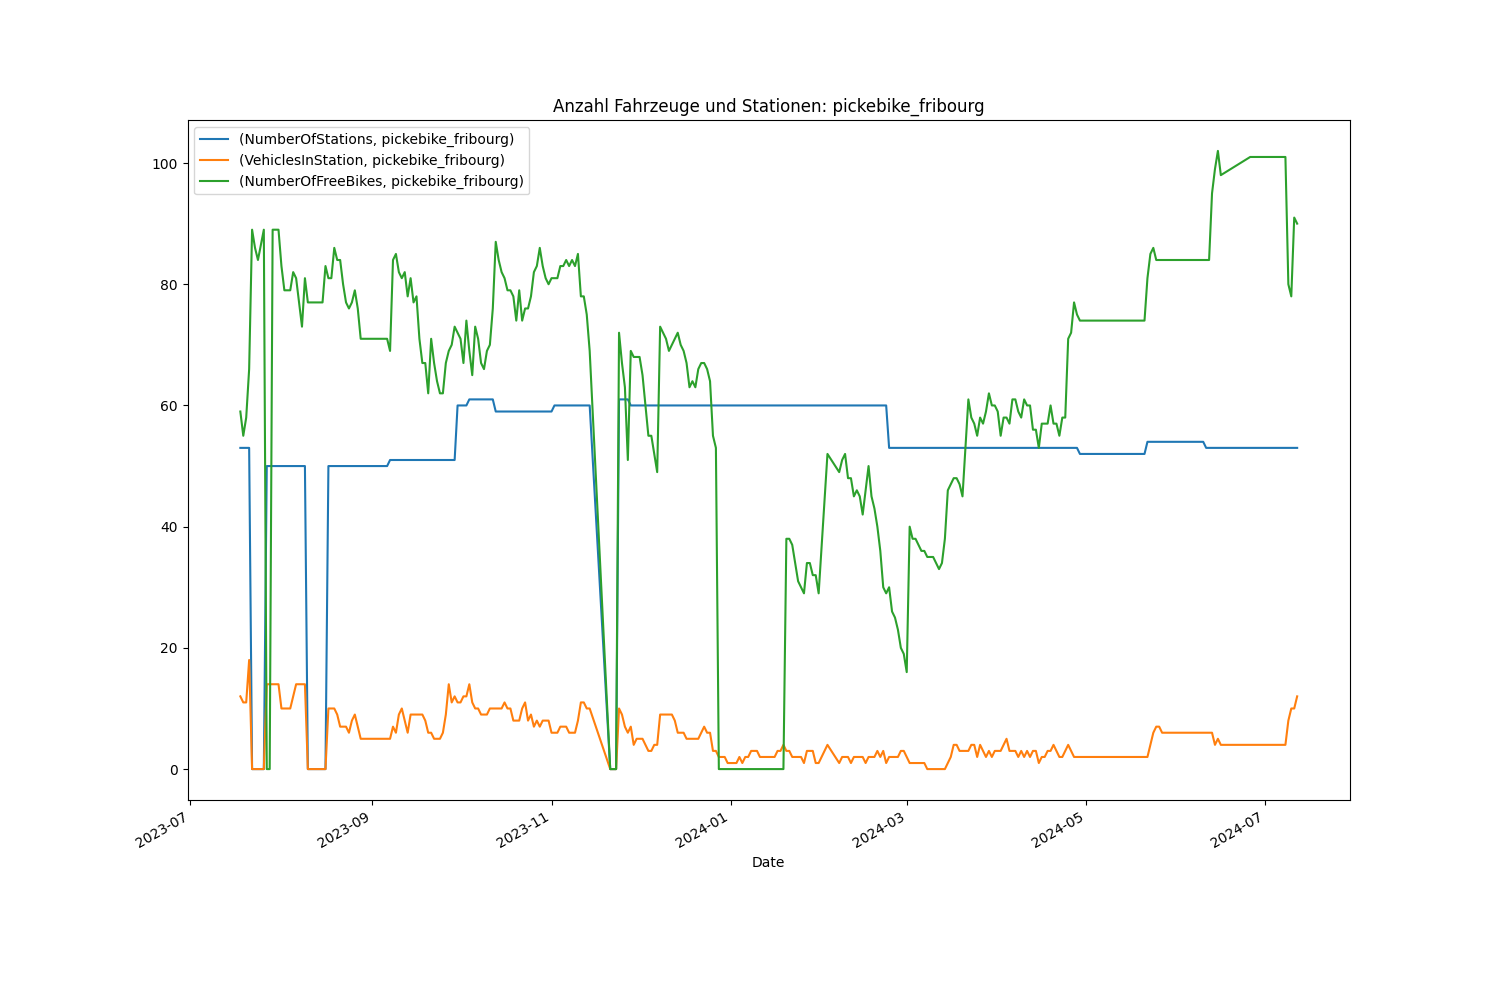 Anzahl Fahrzeuge und Stationen: pickebike_fribourg
(NumberOfStations, pickebike_fribourg)
(VehiclesInStation, pickebike_fribourg)
(NumberOfFreeBikes, pickebike_fribourg)
100
80
60
40
20
0
2023-07
2023-09
2023-11
2024-01
2024-03
2024-05
2024-07
Date